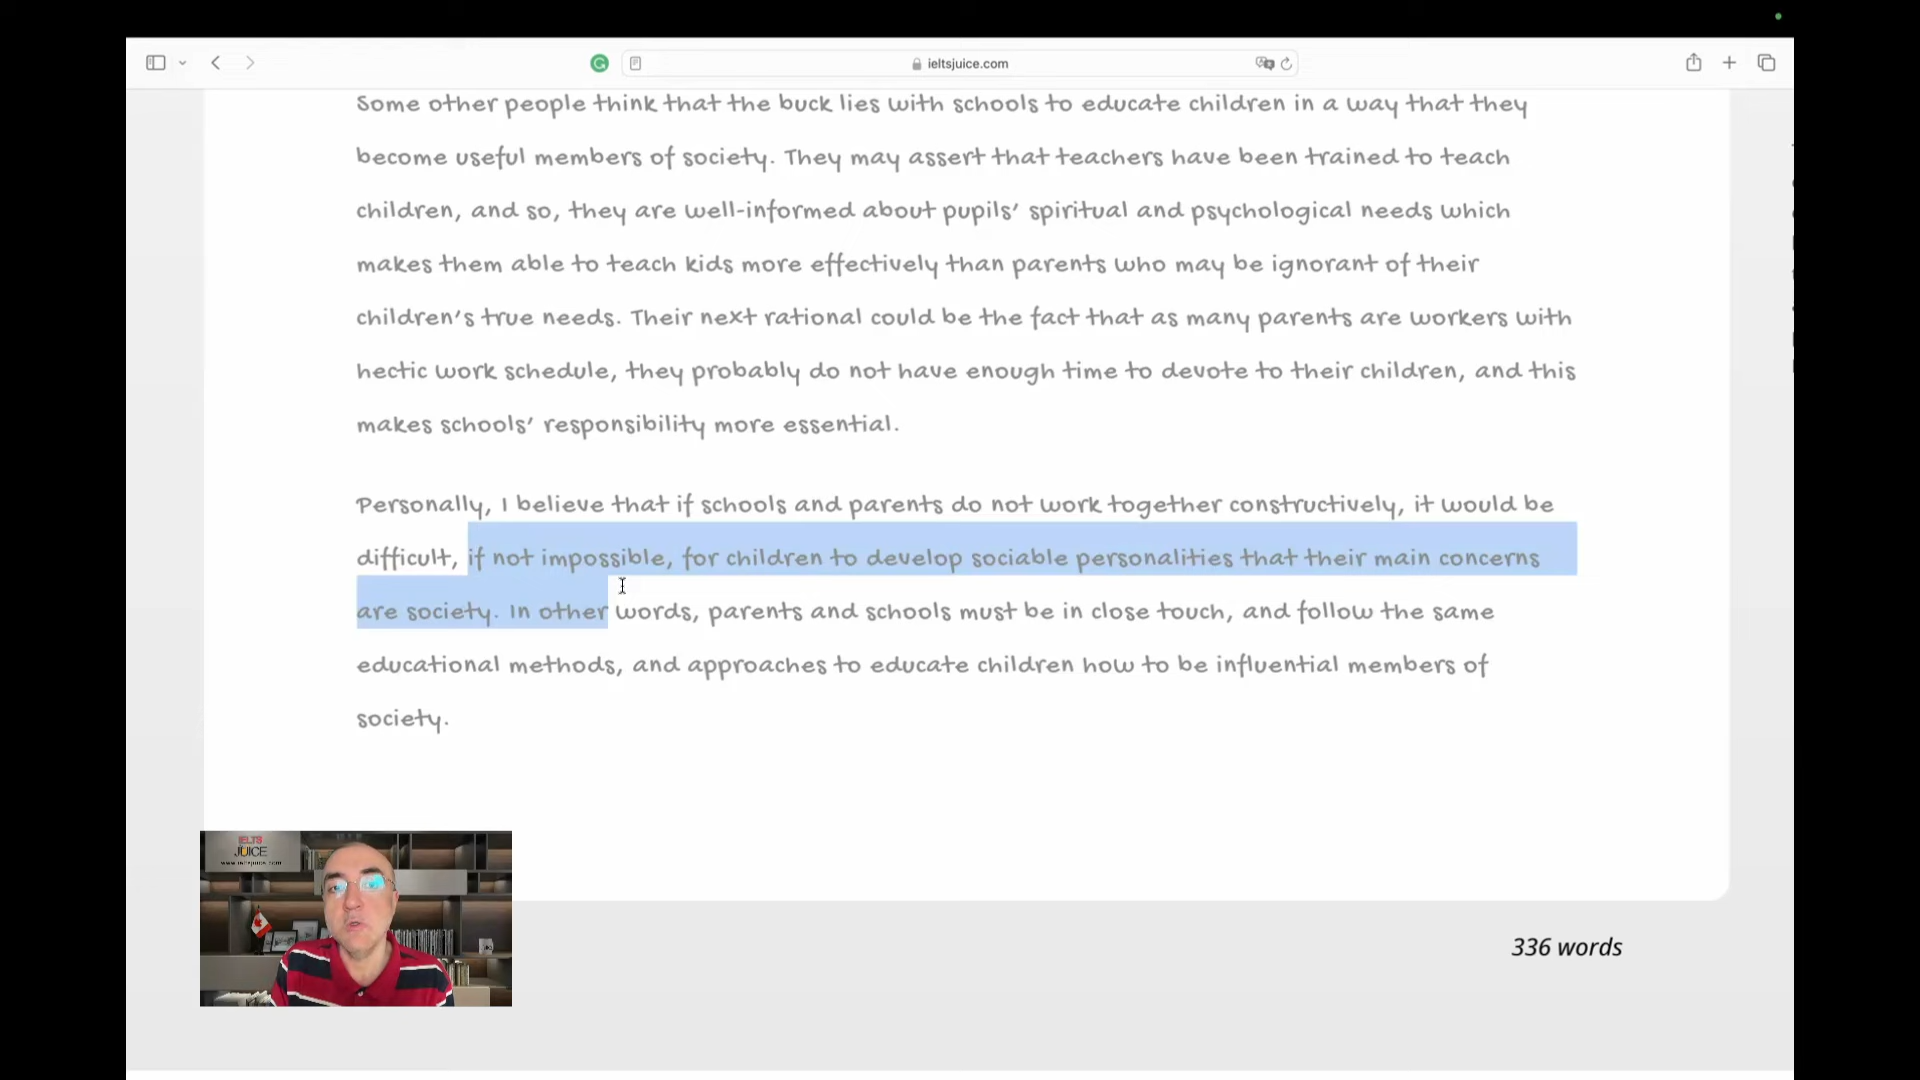 ieltsjuice.com
Some other people think that the buck lies with schools to educate children in a way that they
become useful members of society. They may assert that teachers have been trained to teach
children, and so, they are well-informed about pupils' spiritual and psychological needs which
makes them able to teach kids more effectively than parents who may be ignorant of their
children's true needs. Their next rational could be the fact that as many parents are workers with
hectic work schedule, they probably do not have enough time to devote to their children, and this
makes schools' responsibility more essential.
Personally, I believe that if schools and parents do not work together constructively, it would be
difficult, if not impossible, for children to develop sociable personalities that their main concerns
are society. In other words, parents and schools must be in close touch, and follow the same
educational methods, and approaches to educate children how to be influential members of
society.
IELTS
JUICE
www.ieltsjuice.com
336 words